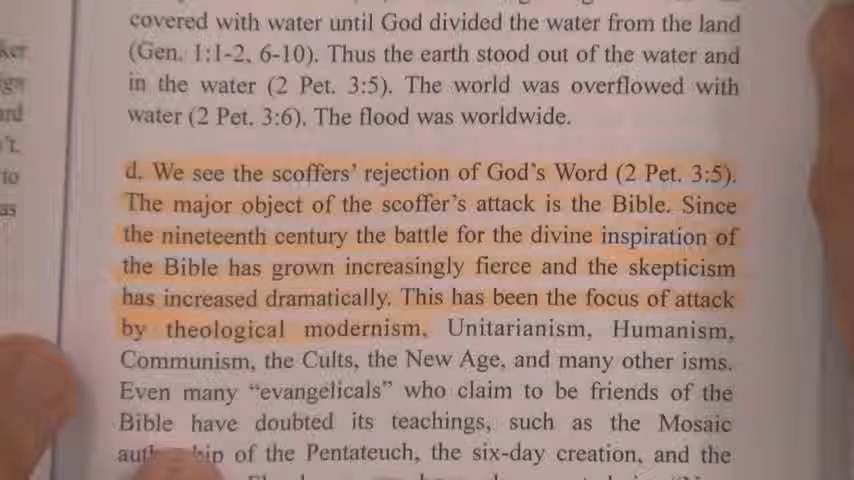 covered with water until God divided the water from the land
(Gen. 1:1-2, 6-10). Thus the earth stood out of the water and
in the water (2 Pet. 3:5). The world was overflowed with
water (2 Pet. 3:6). The flood was worldwide.
d. We see the scoffers' rejection of God's Word (2 Pet. 3:5).
The major object of the scoffer's attack is the Bible. Since
the nineteenth century the battle for the divine inspiration of
the Bible has grown increasingly fierce and the skepticism
has increased dramatically. This has been the focus of attack
by theological modernism, Unitarianism, Humanism,
Communism, the Cults, the New Age, and many other isms.
Even many "evangelicals" who claim to be friends of the
Bible have doubted its teachings, such as the Mosaic
of the Pentateuch, the six-day creation, and the